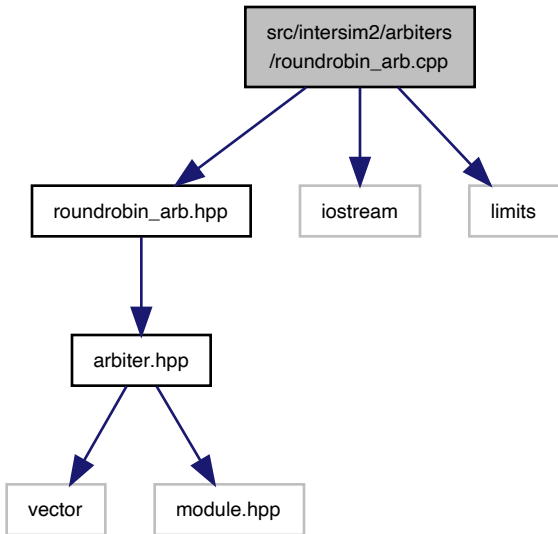 src/intersim2/arbiters
/roundrobin_arb.cpp
roundrobin_arb.hpp
iostream
limits
arbiter.hpp
vector
module.hpp